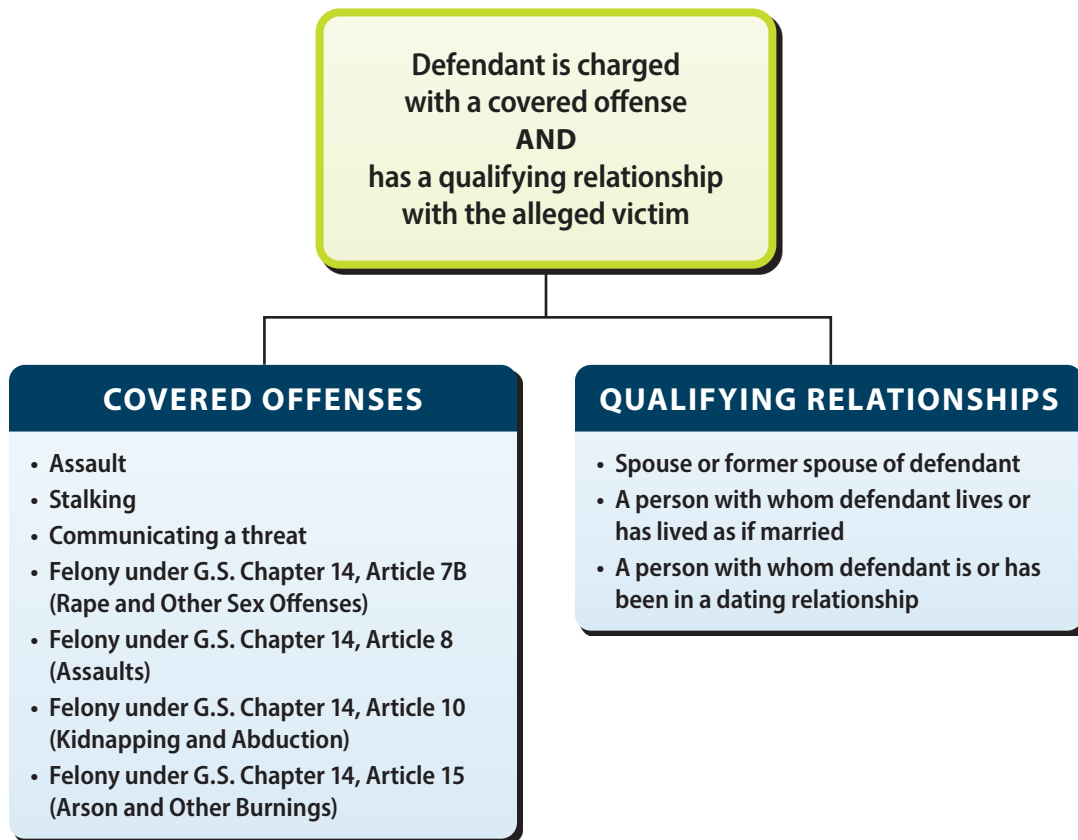 Defendant is charged
with a covered offense
AND
has a qualifying relationship
with the alleged victim
COVERED OFFENSES
• Assault
• Stalking
• Communicating a threat
• Felony under G.S. Chapter 14, Article 7B
(Rape and Other Sex Offenses)
• Felony under G.S. Chapter 14, Article 8
(Assaults)
• Felony under G.S. Chapter 14, Article 10
(Kidnapping and Abduction)
• Felony under G.S. Chapter 14, Article 15
(Arson and Other Burnings)
QUALIFYING RELATIONSHIPS
• Spouse or former spouse of defendant
• A person with whom defendant lives or
has lived as if married
• A person with whom defendant is or has
been in a dating relationship